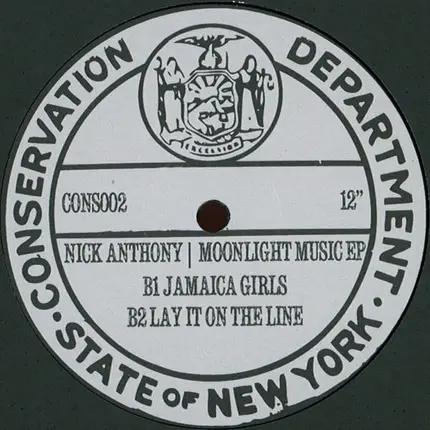 CONSERVATION DEPARTMENT
EXCELSIOR
CONS002 12"
NICK ANTHONY | MOONLIGHT MUSIC EP
B1 JAMAICA GIRLS
B2 LAY IT ON THE LINE
· STATE OF NEW YORK ·